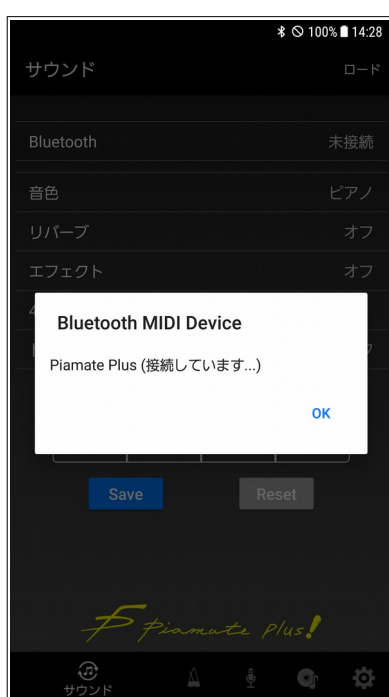 100% 14:28
サウンド ロード
Bluetooth 未接続
音色 ピアノ
リバーブ オフ
エフェクト オフ
Bluetooth MIDI Device
Piamate Plus (接続しています...)
OK
Save Reset
Piamate Plus!
サウンド